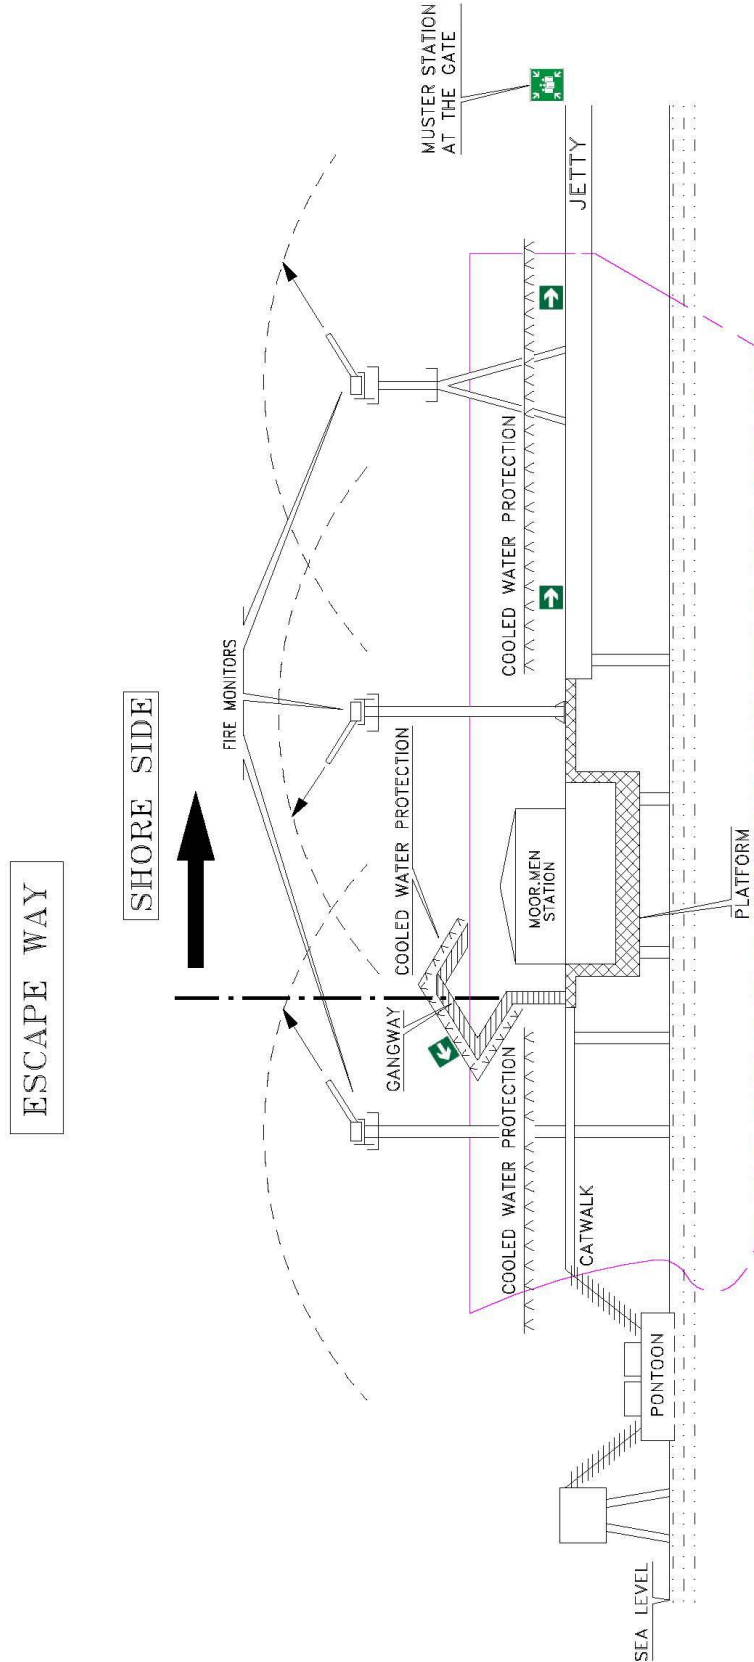 ESCAPE WAY
SHORE SIDE
FIRE MONITORS
MUSTER STATION
AT THE GATE
COOLED WATER PROTECTION
GANGWAY
COOLED WATER PROTECTION
COOLED WATER PROTECTION
MOOR.MEN
STATION
JETTY
CATWALK
PONTOON
PLATFORM
SEA LEVEL